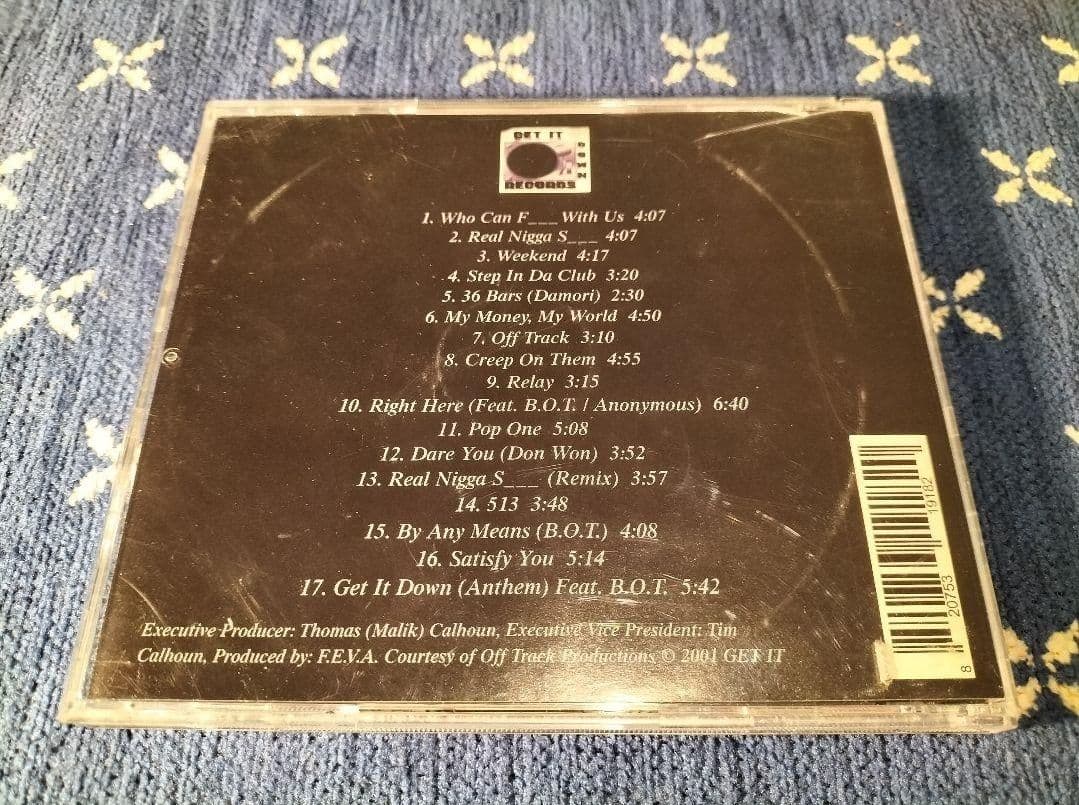 GET IT
DOWN
RECORDS
1. Who Can F___ With Us 4:07
2. Real Nigga S___ 4:07
3. Weekend 4:17
4. Step In Da Club 3:20
5. 36 Bars (Damori) 2:30
6. My Money, My World 4:50
7. Off Track 3:10
8. Creep On Them 4:55
9. Relay 3:15
10. Right Here (Feat. B.O.T. / Anonymous) 6:40
11. Pop One 5:08
12. Dare You (Don Won) 3:52
13. Real Nigga S___ (Remix) 3:57
14. 513 3:48
15. By Any Means (B.O.T.) 4:08
16. Satisfy You 5:14
17. Get It Down (Anthem) Feat. B.O.T. 5:42
Executive Producer: Thomas (Malik) Calhoun, Executive Vice President: Tim
Calhoun, Produced by: F.E.V.A. Courtesy of Off Track Productions © 2001 GET IT
8 20753 19182